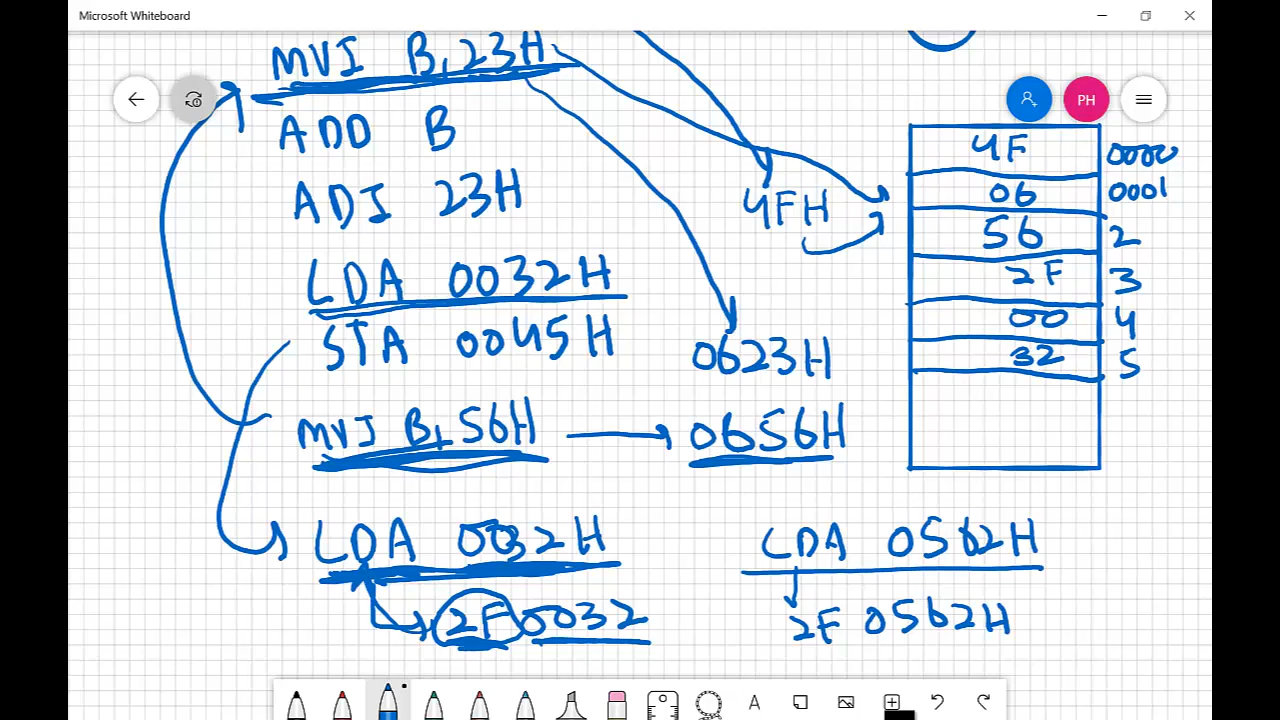 Microsoft Whiteboard
MVI B,23H
PH
ADD B
ADI 23H
4FH
LDA 0032H
STA 0045H
0623H
MVI B,56H
0656H
4F 0000
06 0001
56 2
2F 3
00 4
32 5
LDA 0032H
2F 0032
LDA 0562H
2F 0562H
A